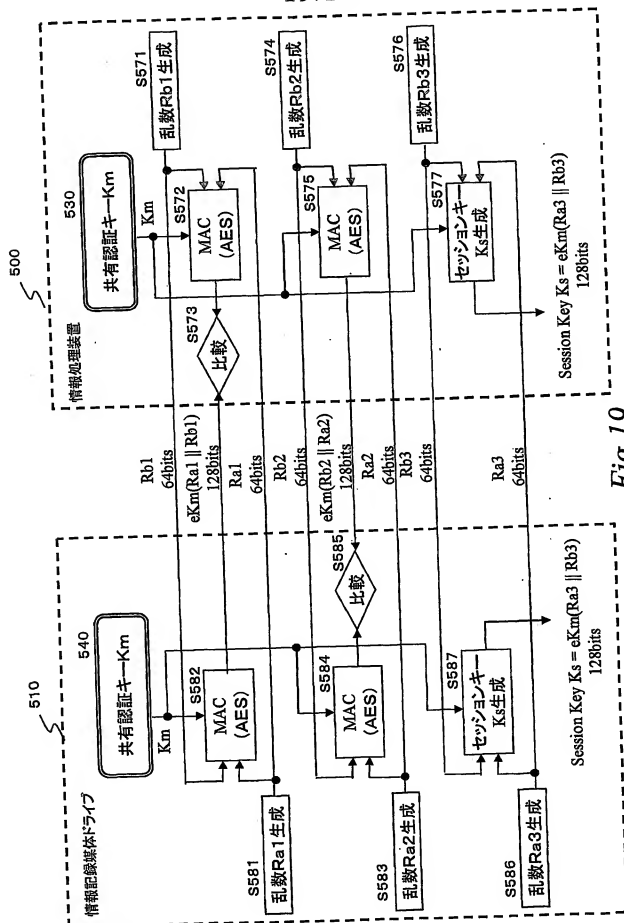 510
情報記録媒体ドライブ
540
共有認証キーKm
Km
S581
乱数Ra1生成
S582
MAC
(AES)
S583
乱数Ra2生成
S584
MAC
(AES)
S585
比較
S586
乱数Ra3生成
S587
セッションキー
Ks生成
Session Key Ks = eKm(Ra3 || Rb3)
128bits
Rb1
64bits
eKm(Ra1 || Rb1)
128bits
Ra1
64bits
Rb2
64bits
eKm(Rb2 || Ra2)
128bits
Ra2
64bits
Rb3
64bits
Ra3
64bits
500
情報処理装置
530
共有認証キーKm
Km
S571
乱数Rb1生成
S572
MAC
(AES)
S573
比較
S574
乱数Rb2生成
S575
MAC
(AES)
S576
乱数Rb3生成
S577
セッションキー
Ks生成
Session Key Ks = eKm(Ra3 || Rb3)
128bits